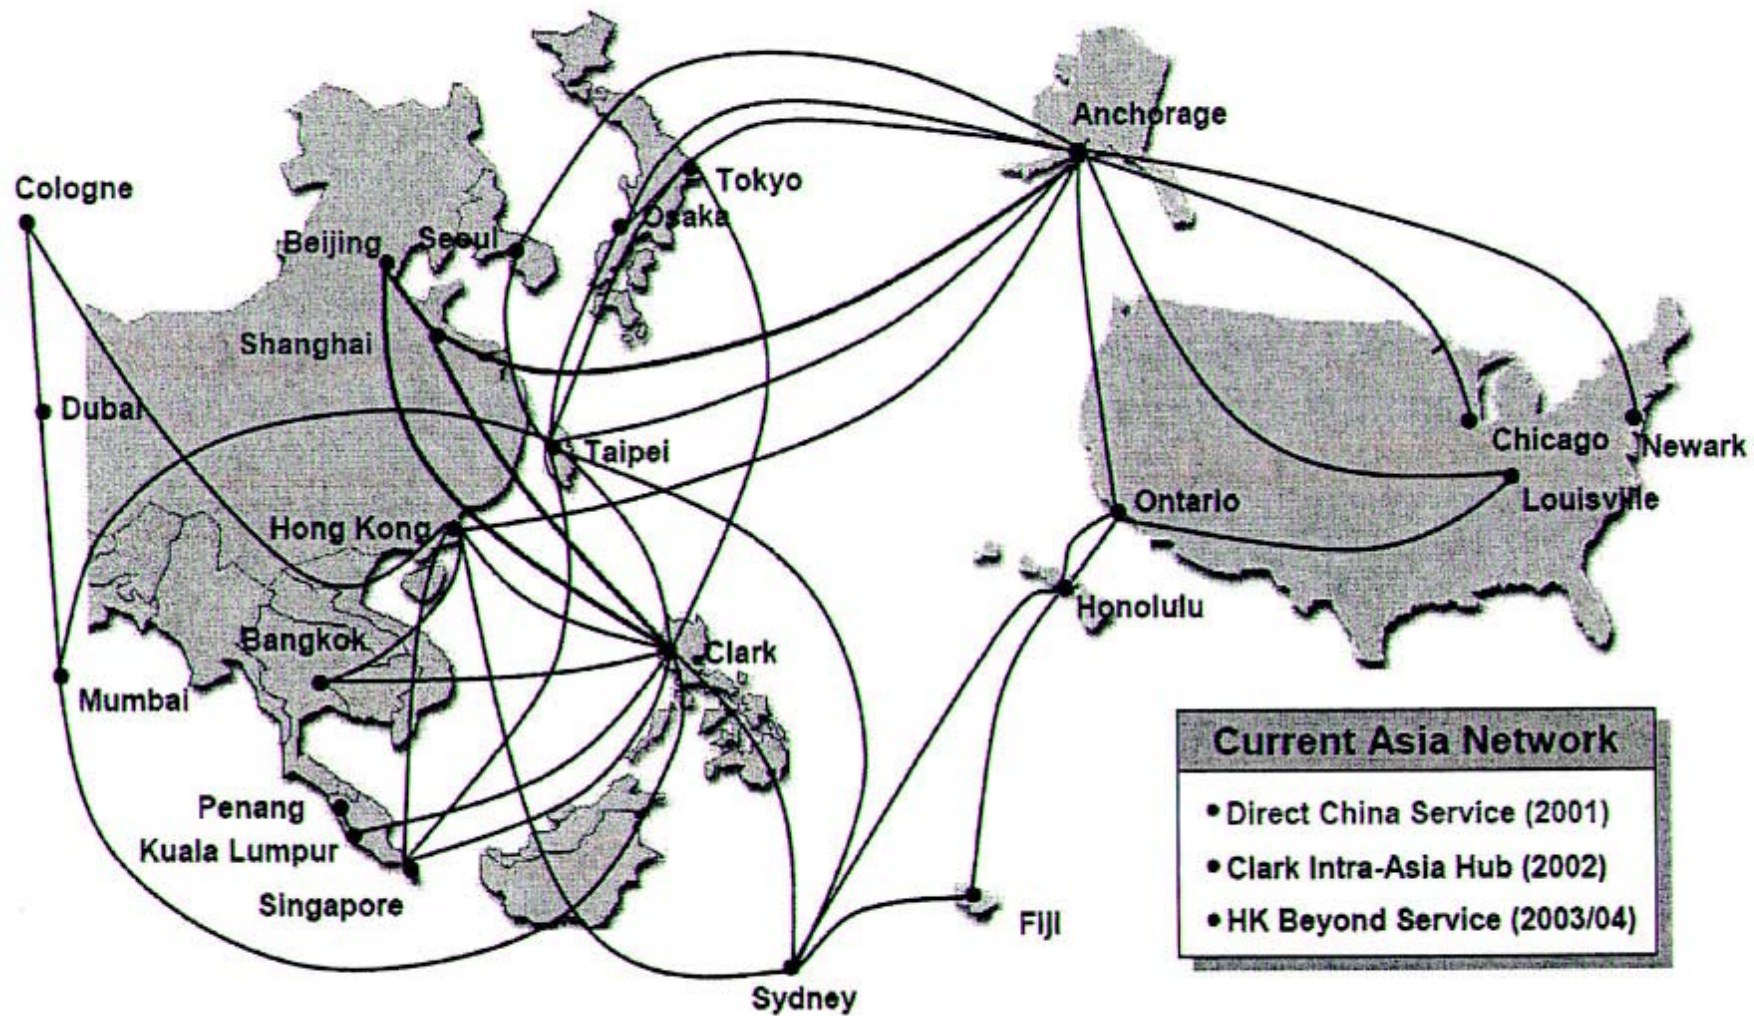 Anchorage
Cologne
Tokyo
Osaka
Beijing
Seoul
Shanghai
Dubai
Taipei
Chicago
Newark
Ontario
Louisville
Hong Kong
Honolulu
Bangkok
Clark
Mumbai
Current Asia Network
Penang
• Direct China Service (2001)
Kuala Lumpur
• Clark Intra-Asia Hub (2002)
Singapore
• HK Beyond Service (2003/04)
Fiji
Sydney